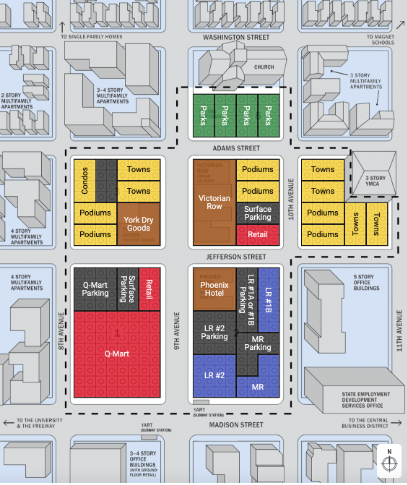 TO SINGLE FAMILY HOMES
WASHINGTON STREET
TO MAGNET
SCHOOLS
2 STORY
MULTIFAMILY
APARTMENTS
3-4 STORY
MULTIFAMILY
APARTMENTS
CHURCH
3 STORY
MULTIFAMILY
APARTMENTS
Parks
Parks
Parks
Parks
ADAMS STREET
Condos
Towns
Towns
Podiums
Podiums
York Dry
Goods
Victorian
Row
Podiums
Podiums
Surface
Parking
Retail
10TH AVENUE
Towns
Towns
Podiums
Podiums
Towns
Towns
3 STORY
YMCA
4 STORY
MULTIFAMILY
APARTMENTS
JEFFERSON STREET
4 STORY
MULTIFAMILY
APARTMENTS
8TH AVENUE
Q-Mart
Parking
Surface
Parking
Retail
1
Q-Mart
9TH AVENUE
Phoenix
Hotel
LR #1A or #1B
Parking
LR #1B
LR #2
Parking
MR
Parking
LR #2
MR
5 STORY
OFFICE
BUILDINGS
11TH AVENUE
STATE EMPLOYMENT
DEVELOPMENT
SERVICES OFFICE
TO THE UNIVERSITY
& THE FREEWAY
YART
(SUBWAY STATION)
YART
(SUBWAY STATION)
MADISON STREET
TO THE CENTRAL
BUSINESS DISTRICT
3-4 STORY
OFFICE
BUILDINGS
(WITH GROUND
FLOOR RETAIL)
N